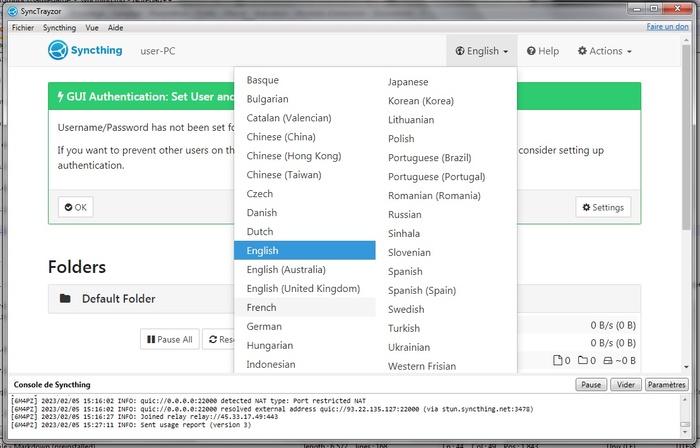 SyncTrayzor
Fichier Syncthing Vue Aide Faire un don
Syncthing user-PC English Help Actions
GUI Authentication: Set User and
Username/Password has not been set fo
If you want to prevent other users on th consider setting up
authentication.
OK Settings
Basque
Bulgarian
Catalan (Valencian)
Chinese (China)
Chinese (Hong Kong)
Chinese (Taiwan)
Czech
Danish
Dutch
English
English (Australia)
English (United Kingdom)
French
German
Hungarian
Indonesian
Japanese
Korean (Korea)
Lithuanian
Polish
Portuguese (Brazil)
Portuguese (Portugal)
Romanian (Romania)
Russian
Sinhala
Slovenian
Spanish
Spanish (Spain)
Swedish
Turkish
Ukrainian
Western Frisian
Folders
Default Folder
Pause All Resc
0 B/s (0 B)
0 B/s (0 B)
0 0 ~0 B
Console de Syncthing Pause Vider Paramètres
[6M4PZ] 2023/02/05 15:16:02 INFO: quic://0.0.0.0:22000 detected NAT type: Port restricted NAT
[6M4PZ] 2023/02/05 15:16:02 INFO: quic://0.0.0.0:22000 resolved external address quic://93.22.135.127:22000 (via stun.syncthing.net:3478)
[6M4PZ] 2023/02/05 15:16:27 INFO: Joined relay relay://45.33.17.49:443
[6M4PZ] 2023/02/05 15:27:11 INFO: Sent usage report (version 3)